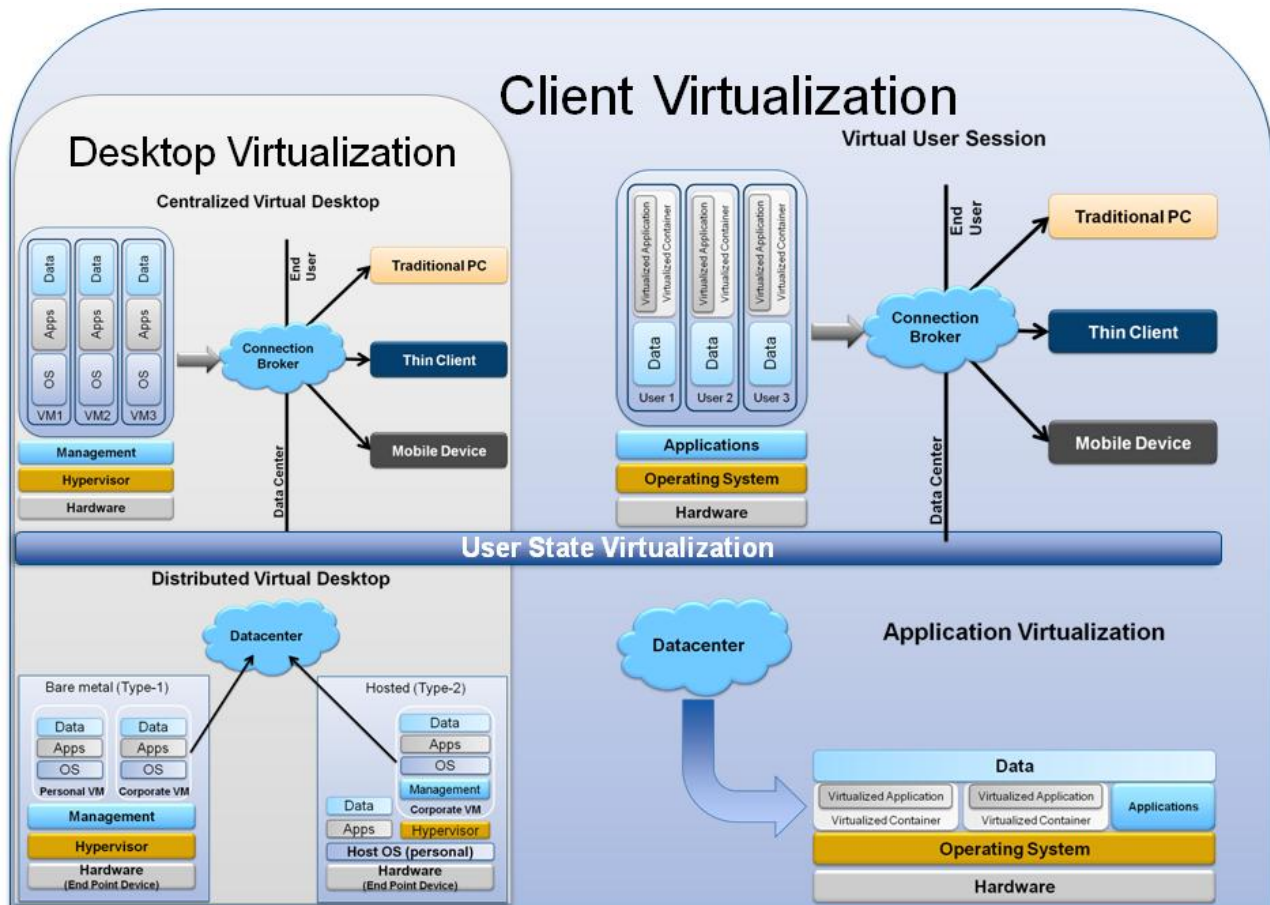 Client Virtualization
Desktop Virtualization
Centralized Virtual Desktop
Data
Data
Data
Apps
Apps
Apps
OS
OS
OS
VM1
VM2
VM3
Management
Hypervisor
Hardware
End
User
Connection
Broker
Data Center
Traditional PC
Thin Client
Mobile Device
Virtual User Session
Virtualized Application
Virtualized Container
Virtualized Application
Virtualized Container
Virtualized Application
Virtualized Container
Data
Data
Data
User 1
User 2
User 3
Applications
Operating System
Hardware
End
User
Connection
Broker
Data Center
Traditional PC
Thin Client
Mobile Device
User State Virtualization
Distributed Virtual Desktop
Datacenter
Bare metal (Type-1)
Data
Apps
OS
Personal VM
Data
Apps
OS
Corporate VM
Management
Hypervisor
Hardware
(End Point Device)
Hosted (Type-2)
Data
Apps
OS
Management
Corporate VM
Data
Apps
Hypervisor
Host OS (personal)
Hardware
(End Point Device)
Datacenter
Application Virtualization
Data
Virtualized Application
Virtualized Container
Virtualized Application
Virtualized Container
Applications
Operating System
Hardware